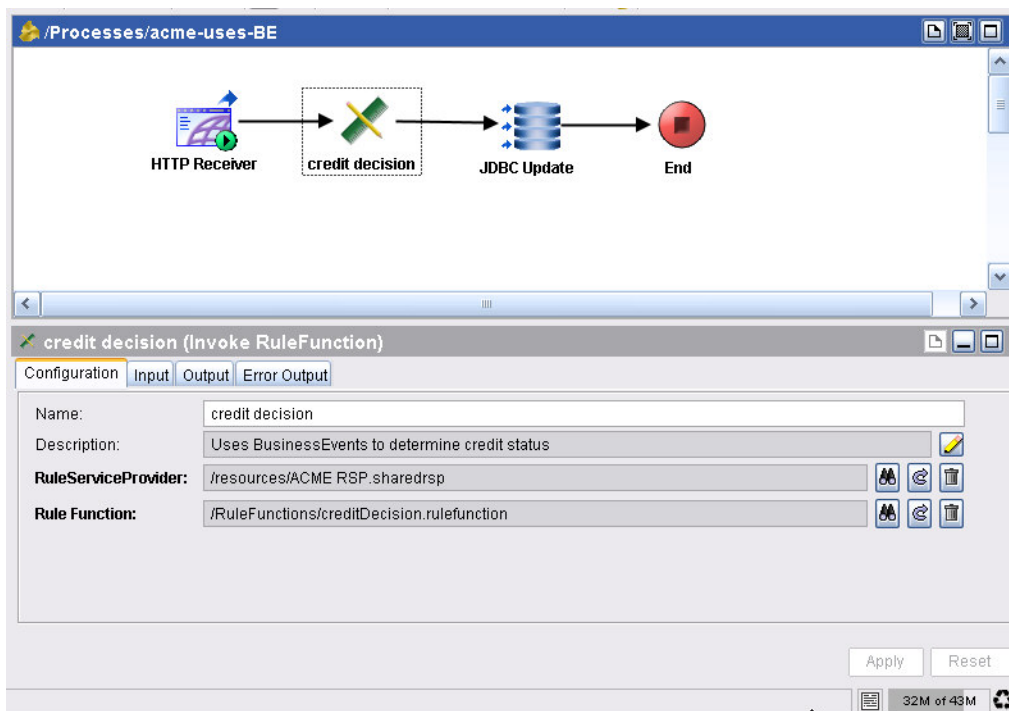 /Processes/acme-uses-BE
HTTP Receiver
credit decision
JDBC Update
End
credit decision (Invoke RuleFunction)
Configuration Input Output Error Output
Name: credit decision
Description: Uses BusinessEvents to determine credit status
RuleServiceProvider: /resources/ACME RSP.sharedrsp
Rule Function: /RuleFunctions/creditDecision.rulefunction
Apply Reset
32M of 43M